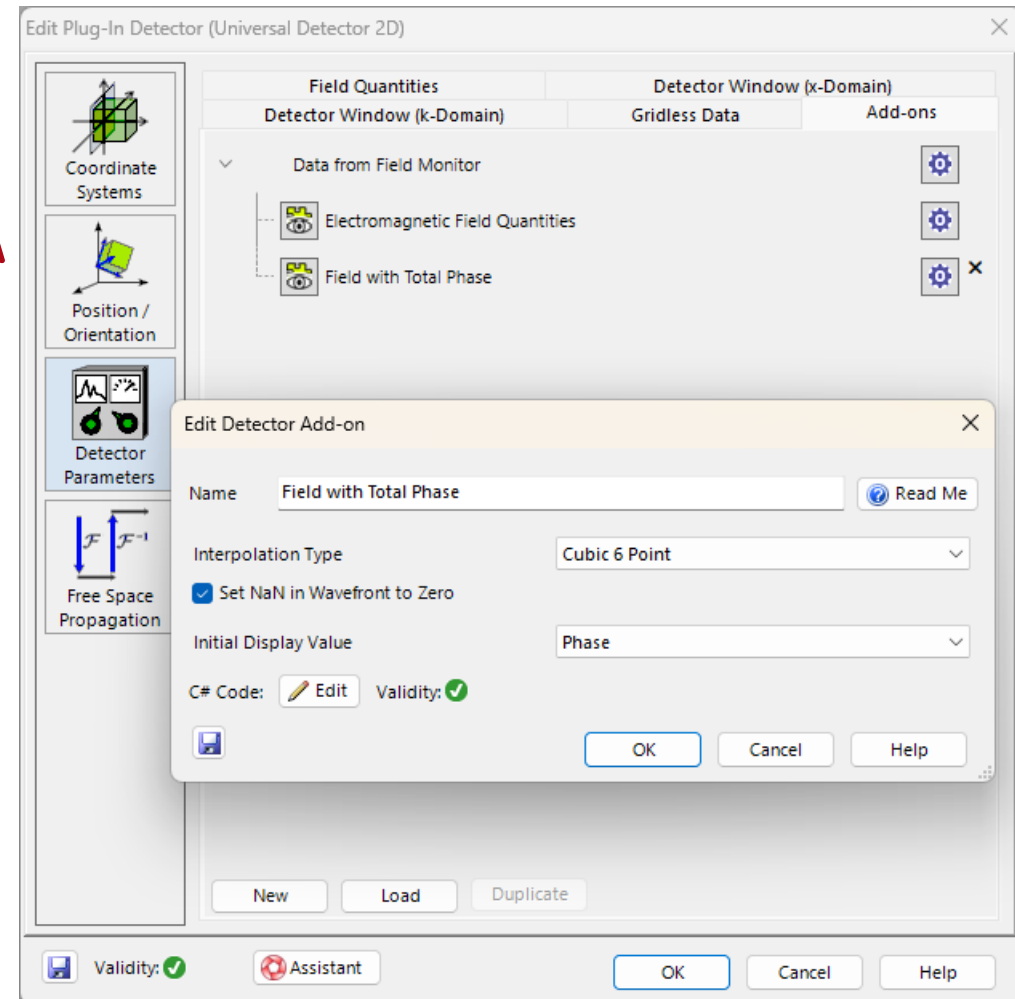 Edit Plug-In Detector (Universal Detector 2D)
Coordinate
Systems
Position /
Orientation
Detector
Parameters
F F-1
Free Space
Propagation
Field Quantities Detector Window (x-Domain)
Detector Window (k-Domain) Gridless Data Add-ons
Data from Field Monitor
Electromagnetic Field Quantities
Field with Total Phase
Edit Detector Add-on
Name Field with Total Phase Read Me
Interpolation Type Cubic 6 Point
Set NaN in Wavefront to Zero
Initial Display Value Phase
C# Code: Edit Validity:
OK Cancel Help
New Load Duplicate
Validity: Assistant OK Cancel Help